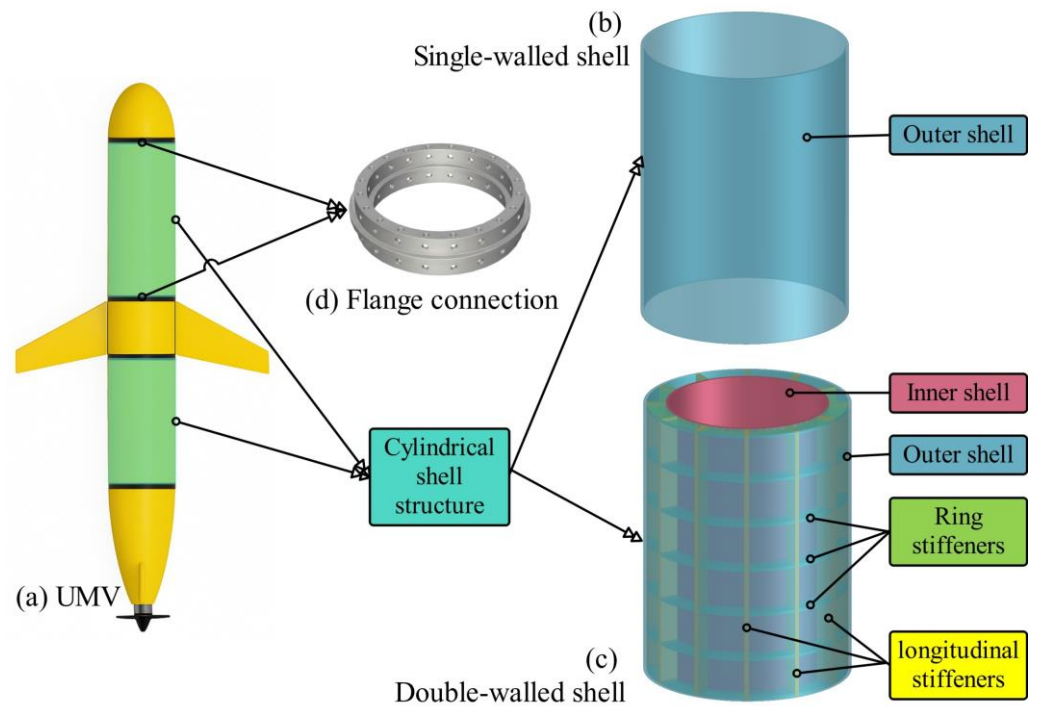 (b)
Single-walled shell
Outer shell
(d) Flange connection
Inner shell
Outer shell
Cylindrical
shell
structure
Ring
stiffeners
(a) UMV
(c)
Double-walled shell
longitudinal
stiffeners